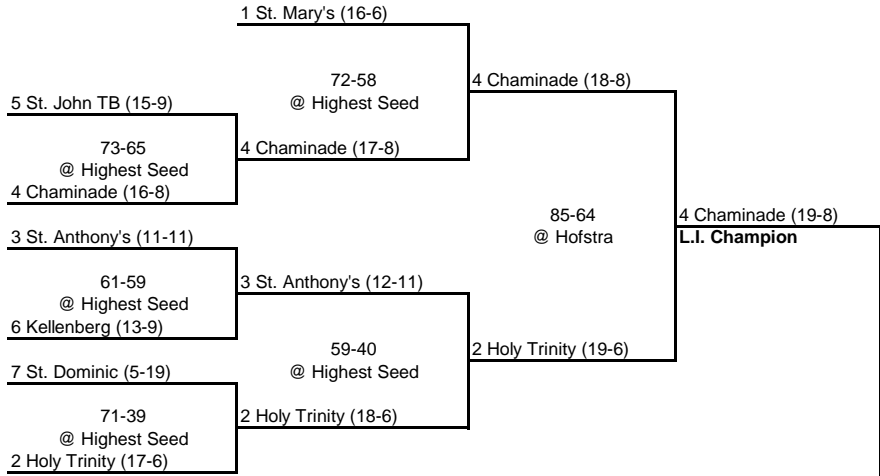 1 St. Mary's (16-6)
72-58
@ Highest Seed
4 Chaminade (18-8)
5 St. John TB (15-9)
73-65
@ Highest Seed
4 Chaminade (17-8)
4 Chaminade (16-8)
85-64
@ Hofstra
4 Chaminade (19-8)
L.I. Champion
3 St. Anthony's (11-11)
61-59
@ Highest Seed
3 St. Anthony's (12-11)
6 Kellenberg (13-9)
59-40
@ Highest Seed
2 Holy Trinity (19-6)
7 St. Dominic (5-19)
71-39
@ Highest Seed
2 Holy Trinity (18-6)
2 Holy Trinity (17-6)